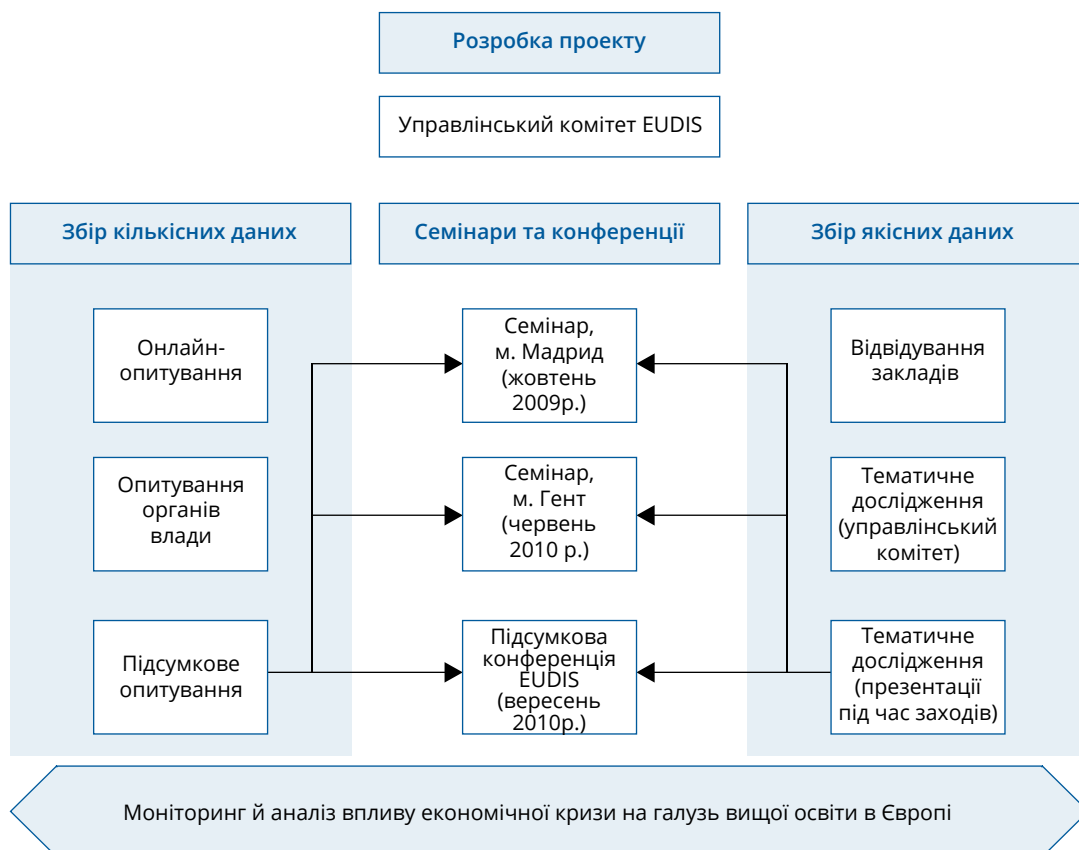 Розробка проекту
Управлінський комітет EUDIS
Збір кількісних даних
Семінари та конференції
Збір якісних даних
Онлайн-
опитування
Семінар,
м. Мадрид
(жовтень
2009р.)
Відвідування
закладів
Опитування
органів
влади
Семінар,
м. Гент
(червень
2010 р.)
Тематичне
дослідження
(управлінський
комітет)
Підсумкове
опитування
Підсумкова
конференція
EUDIS
(вересень
2010р.)
Тематичне
дослідження
(презентації
під час заходів)
Моніторинг й аналіз впливу економічної кризи на галузь вищої освіти в Європі